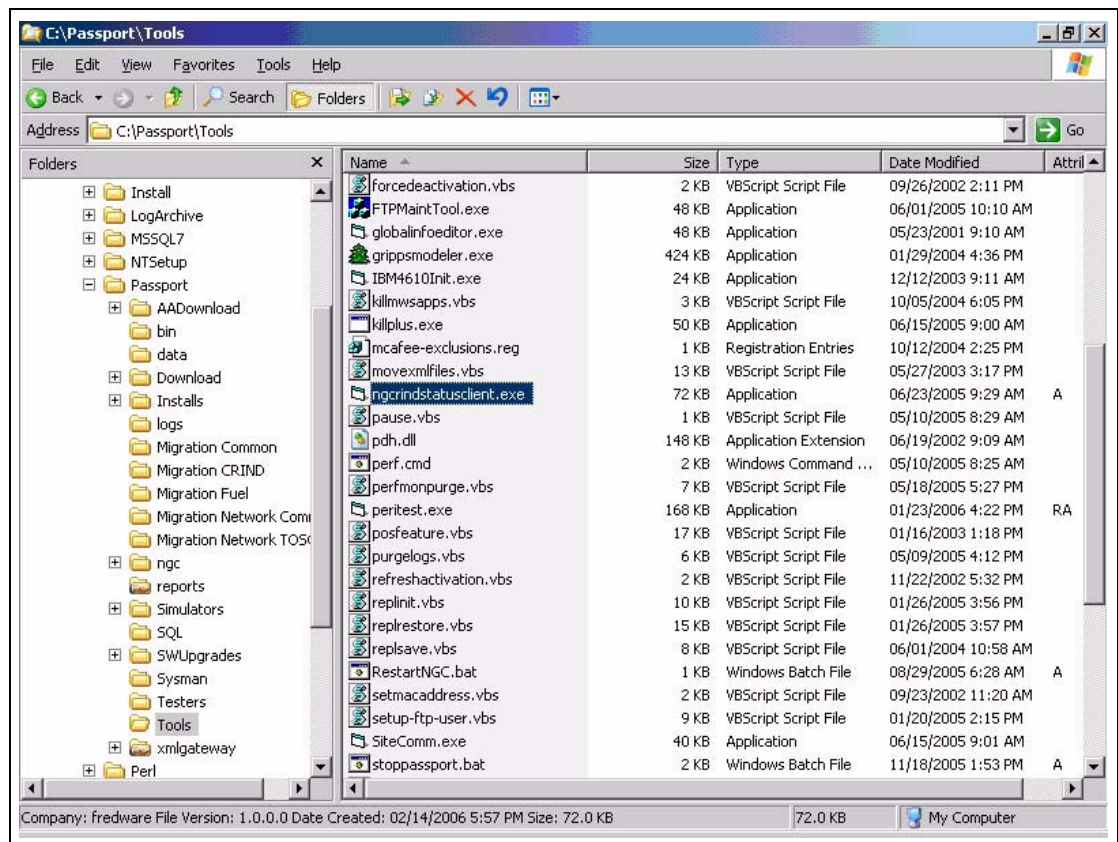 C:\Passport\Tools
File Edit View Favorites Tools Help
Back Search Folders
Address C:\Passport\Tools Go
Folders
Install
LogArchive
MSSQL7
NTSetup
Passport
AADownload
bin
data
Download
Installs
logs
Migration Common
Migration CRIND
Migration Fuel
Migration Network Com
Migration Network TOS
ngc
reports
Simulators
SQL
SWUpgrades
Sysman
Testers
Tools
xmlgateway
Perl
Name Size Type Date Modified Attril
forcedeactivation.vbs 2 KB VBScript Script File 09/26/2002 2:11 PM
FTPMaintTool.exe 48 KB Application 06/01/2005 10:10 AM
globalinfoeditor.exe 48 KB Application 05/23/2001 9:10 AM
grippsmodeler.exe 424 KB Application 01/29/2004 4:36 PM
IBM4610Init.exe 24 KB Application 12/12/2003 9:11 AM
killmwsapps.vbs 3 KB VBScript Script File 10/05/2004 6:05 PM
killplus.exe 50 KB Application 06/15/2005 9:00 AM
mcafee-exclusions.reg 1 KB Registration Entries 10/12/2004 2:25 PM
movexmlfiles.vbs 13 KB VBScript Script File 05/27/2003 3:17 PM
ngcrindstatusclient.exe 72 KB Application 06/23/2005 9:29 AM A
pause.vbs 1 KB VBScript Script File 05/10/2005 8:29 AM
pdh.dll 148 KB Application Extension 06/19/2002 9:09 AM
perf.cmd 2 KB Windows Command ... 05/10/2005 8:25 AM
perfmonpurge.vbs 7 KB VBScript Script File 05/18/2005 5:27 PM
peritest.exe 168 KB Application 01/23/2006 4:22 PM RA
posfeature.vbs 17 KB VBScript Script File 01/16/2003 1:18 PM
purgelogs.vbs 6 KB VBScript Script File 05/09/2005 4:12 PM
refreshactivation.vbs 2 KB VBScript Script File 11/22/2002 5:32 PM
replinit.vbs 10 KB VBScript Script File 01/26/2005 3:56 PM
replrestore.vbs 15 KB VBScript Script File 01/26/2005 3:57 PM
replsave.vbs 8 KB VBScript Script File 06/01/2004 10:58 AM
RestartNGC.bat 1 KB Windows Batch File 08/29/2005 6:28 AM A
setmacaddress.vbs 2 KB VBScript Script File 09/23/2002 11:20 AM
setup-ftp-user.vbs 9 KB VBScript Script File 01/20/2005 2:15 PM
SiteComm.exe 40 KB Application 06/15/2005 9:01 AM
stoppassport.bat 2 KB Windows Batch File 11/18/2005 1:53 PM A
Company: fredware File Version: 1.0.0.0 Date Created: 02/14/2006 5:57 PM Size: 72.0 KB 72.0 KB My Computer